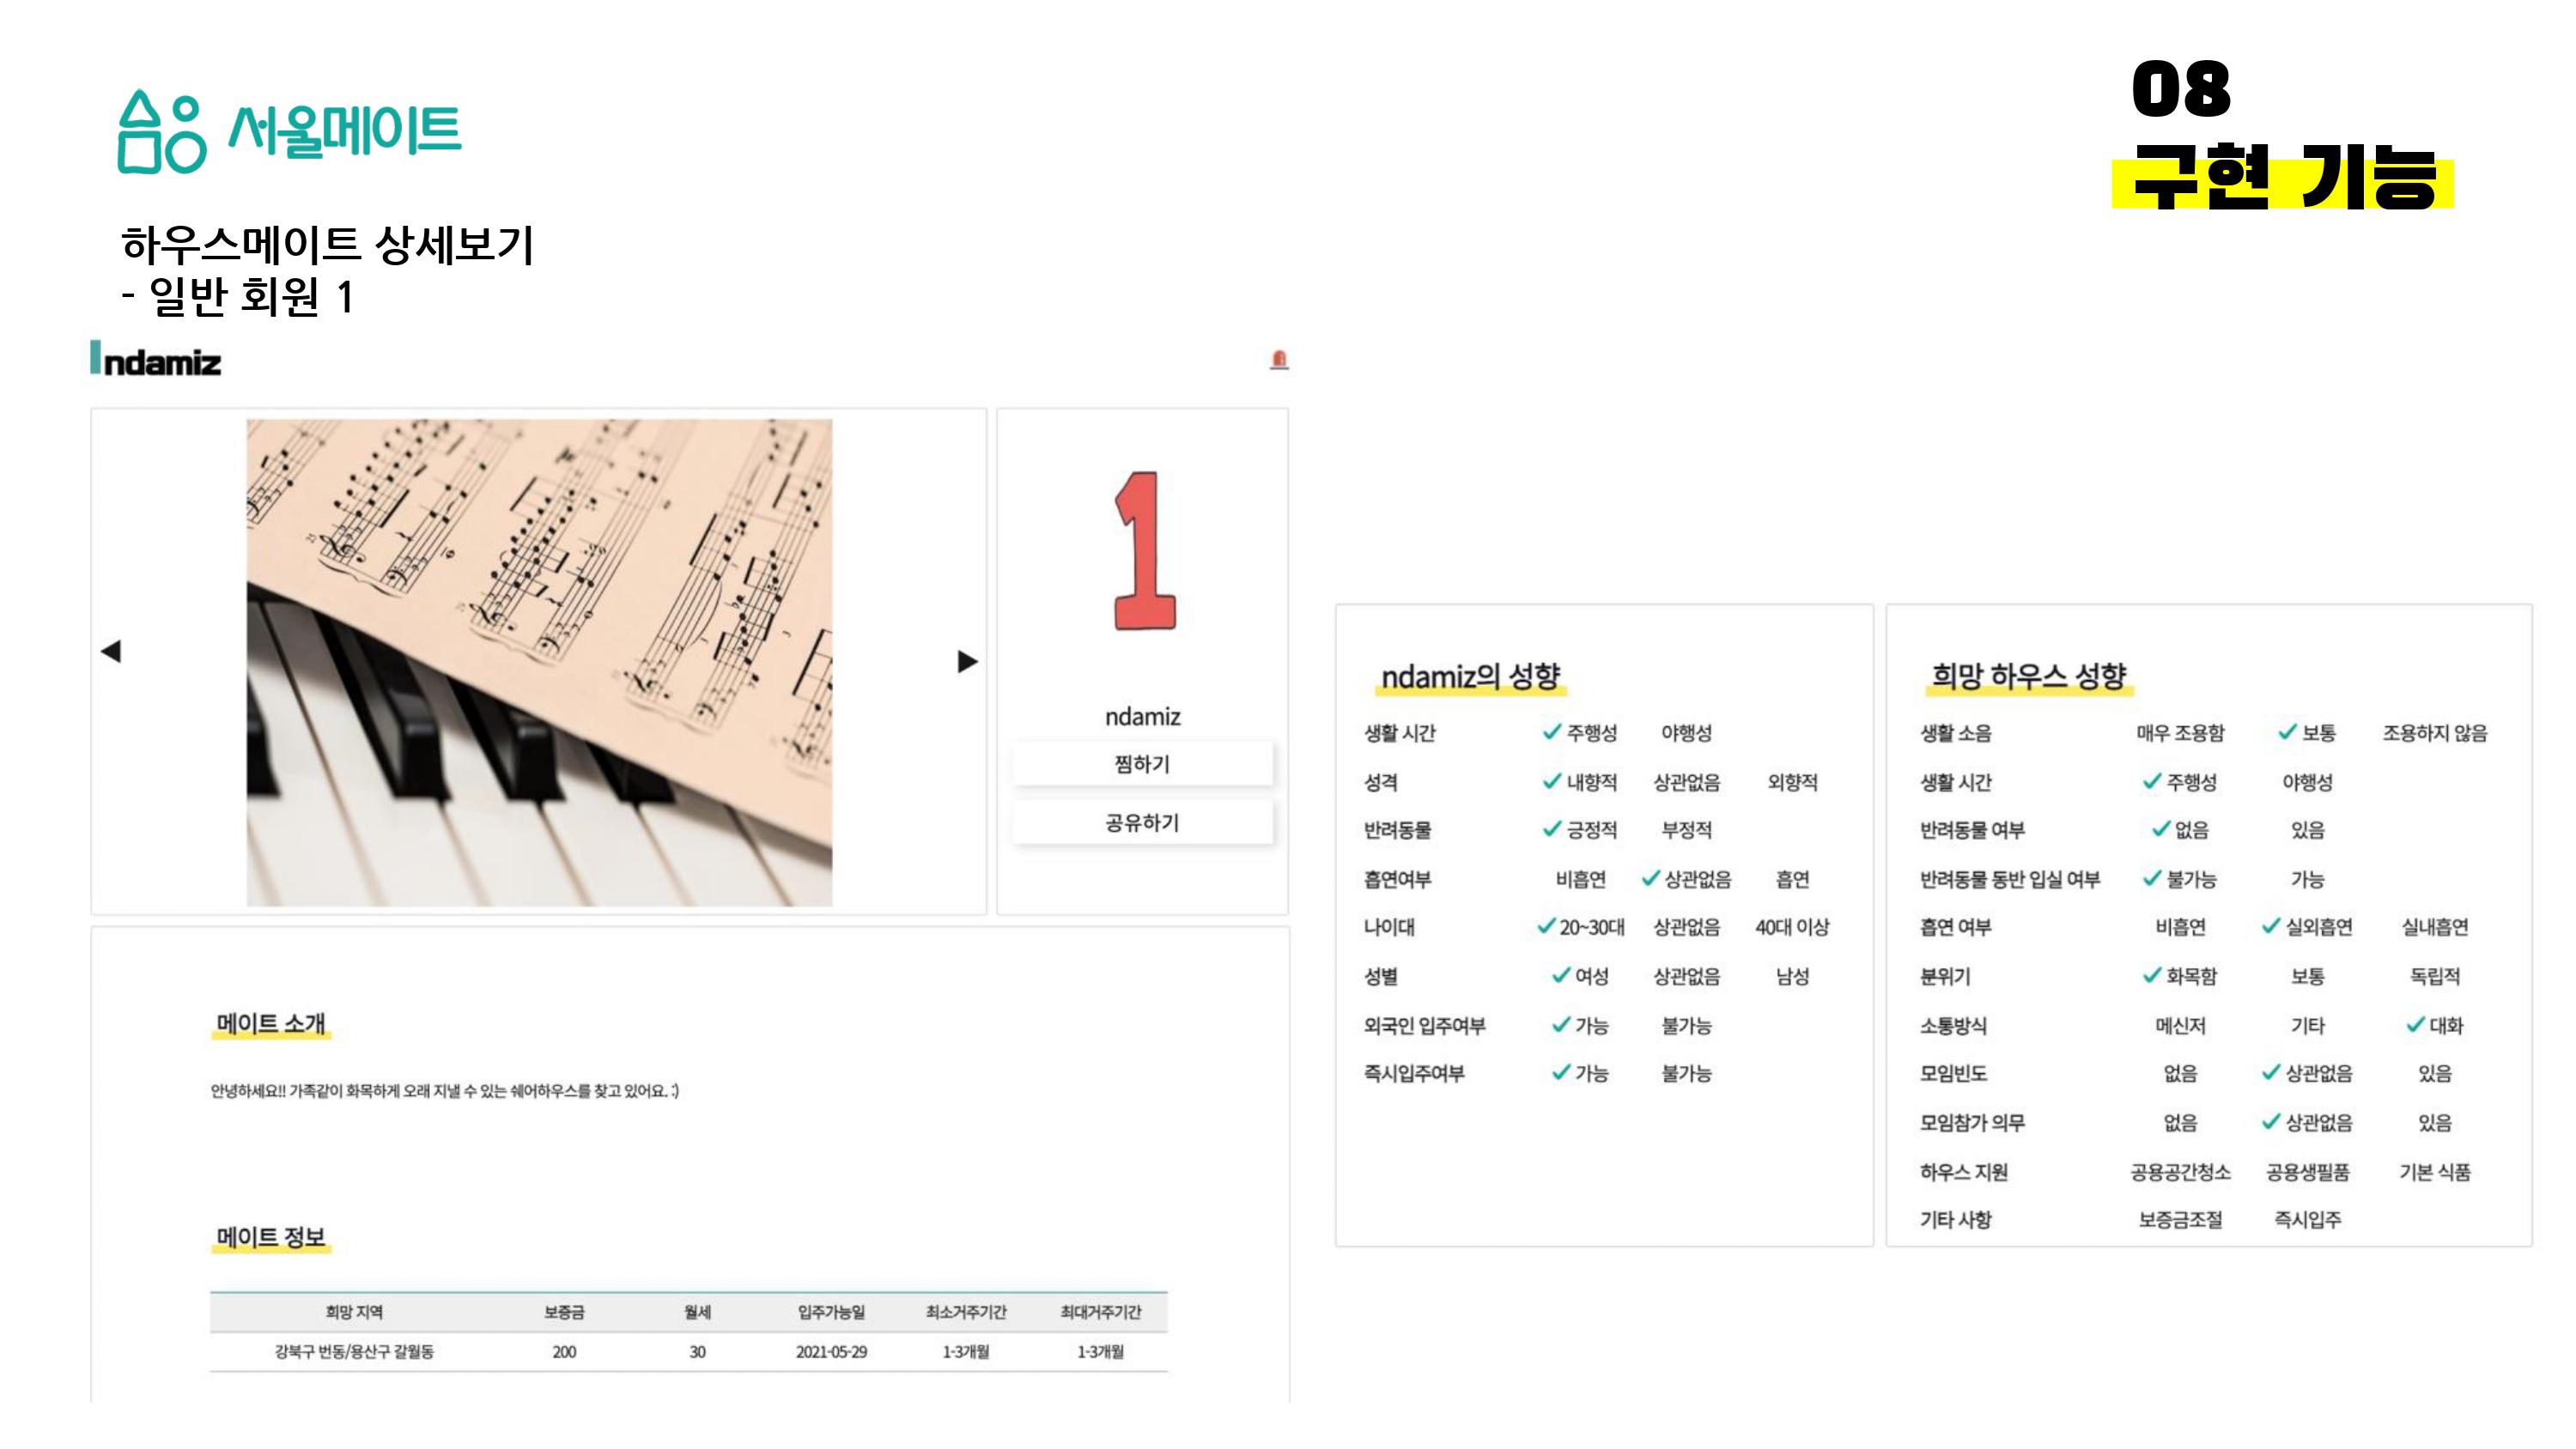 서울메이트
08
구현 기능
하우스메이트 상세보기
- 일반 회원 1
ndamiz
1
ndamiz
찜하기
공유하기
메이트 소개
안녕하세요!! 가족같이 화목하게 오래 지낼 수 있는 쉐어하우스를 찾고 있어요. :)
메이트 정보
희망 지역 보증금 월세 입주가능일 최소거주기간 최대거주기간
강북구 번동/용산구 갈월동 200 30 2021-05-29 1-3개월 1-3개월
ndamiz의 성향
생활 시간 ✓ 주행성 야행성
성격 ✓ 내향적 상관없음 외향적
반려동물 ✓ 긍정적 부정적
흡연여부 비흡연 ✓ 상관없음 흡연
나이대 ✓ 20~30대 상관없음 40대 이상
성별 ✓ 여성 상관없음 남성
외국인 입주여부 ✓ 가능 불가능
즉시입주여부 ✓ 가능 불가능
희망 하우스 성향
생활 소음 매우 조용함 ✓ 보통 조용하지 않음
생활 시간 ✓ 주행성 야행성
반려동물 여부 ✓ 없음 있음
반려동물 동반 입실 여부 ✓ 불가능 가능
흡연 여부 비흡연 ✓ 실외흡연 실내흡연
분위기 ✓ 화목함 보통 독립적
소통방식 메신저 기타 ✓ 대화
모임빈도 없음 ✓ 상관없음 있음
모임참가 의무 없음 ✓ 상관없음 있음
하우스 지원 공용공간청소 공용생필품 기본 식품
기타 사항 보증금조절 즉시입주